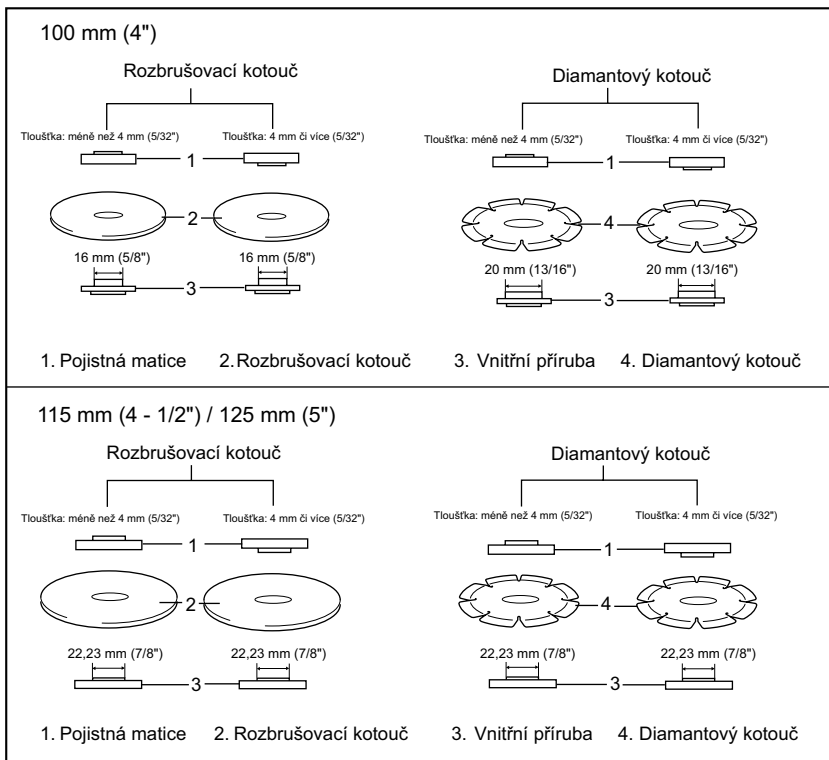 100 mm (4")
Rozbrušovací kotouč
Diamantový kotouč
Tloušťka: méně než 4 mm (5/32")
Tloušťka: 4 mm či více (5/32")
Tloušťka: méně než 4 mm (5/32")
Tloušťka: 4 mm či více (5/32")
1
1
2
4
16 mm (5/8")
16 mm (5/8")
20 mm (13/16")
20 mm (13/16")
3
3
1. Pojistná matice
2.Rozbrušovací kotouč
3. Vnitřní příruba
4. Diamantový kotouč
115 mm (4 - 1/2") / 125 mm (5")
Rozbrušovací kotouč
Diamantový kotouč
Tloušťka: méně než 4 mm (5/32")
Tloušťka: 4 mm či více (5/32")
Tloušťka: méně než 4 mm (5/32")
Tloušťka: 4 mm či více (5/32")
1
1
2
4
22,23 mm (7/8")
22,23 mm (7/8")
22,23 mm (7/8")
22,23 mm (7/8")
3
3
1. Pojistná matice
2. Rozbrušovací kotouč
3. Vnitřní příruba
4. Diamantový kotouč